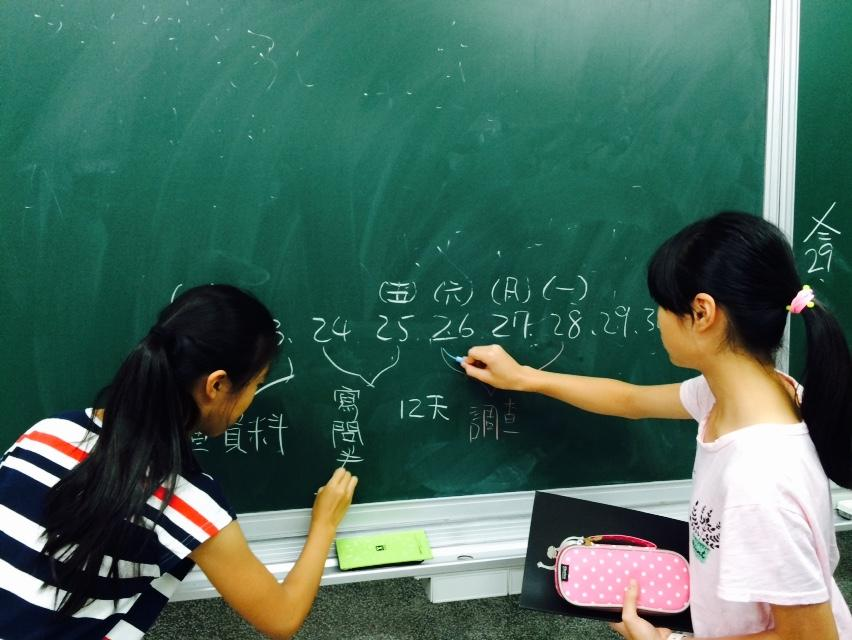 (五) (六) (日) (一)
3. 24 25. 26. 27. 28. 29. 3
資料
寫問
12天
調查
29